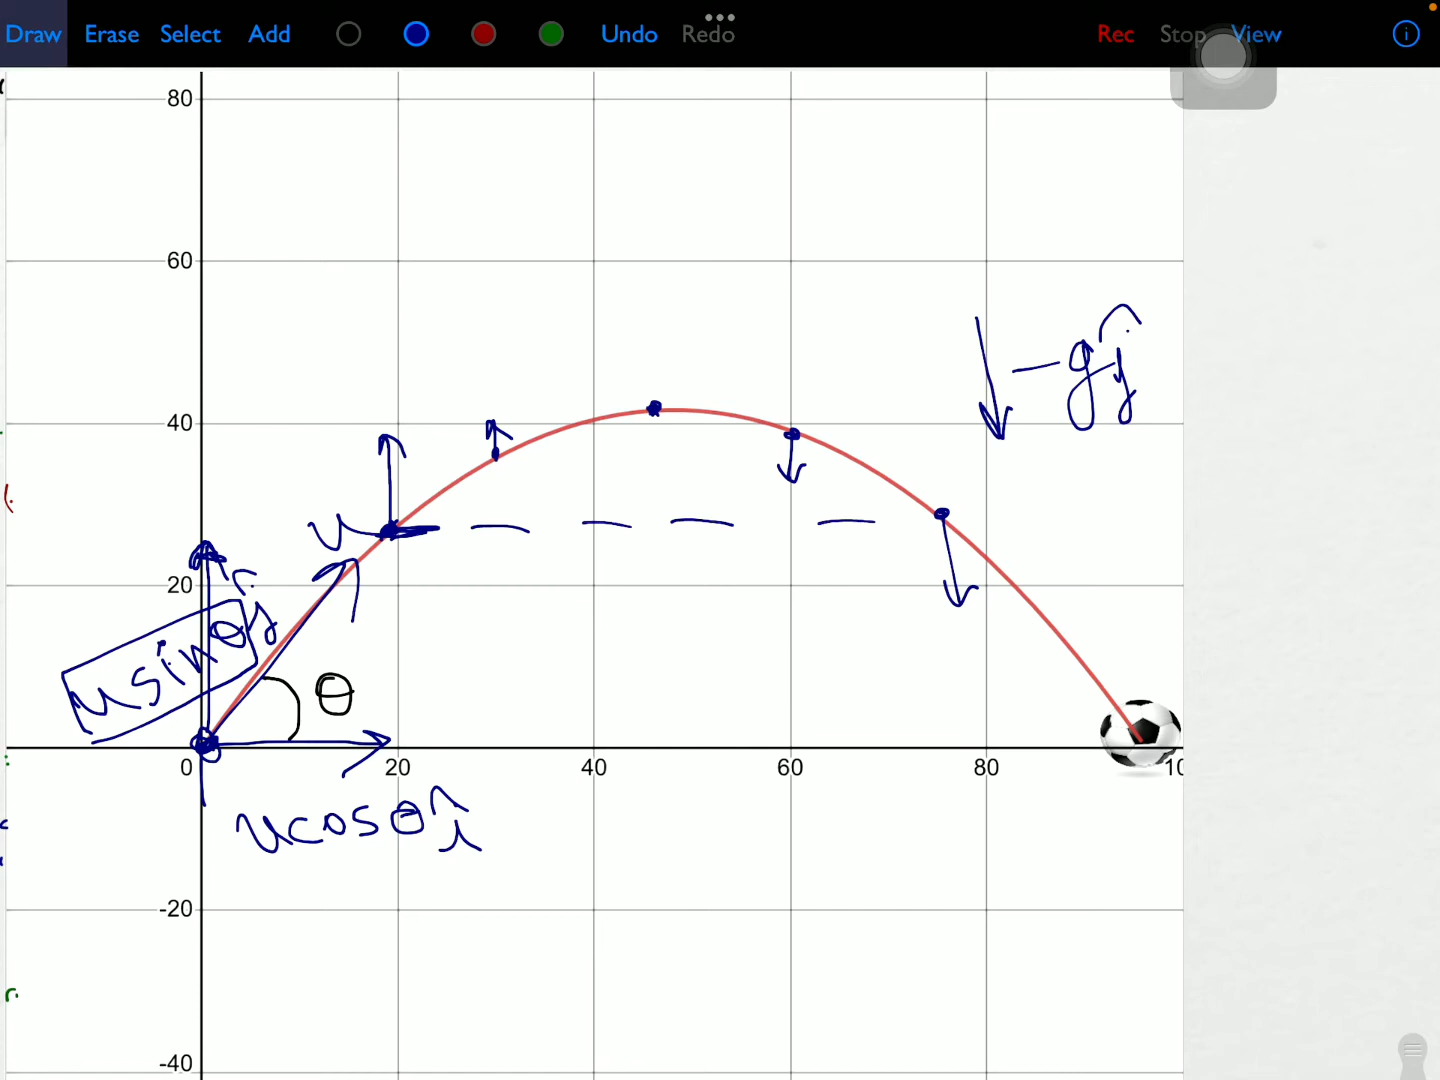 Draw Erase Select Add Undo Redo Rec Stop View
80
60
40
-gĵ
u
20
usinθĵ
θ
0 20 40 60 80 10
ucosθî
-20
-40